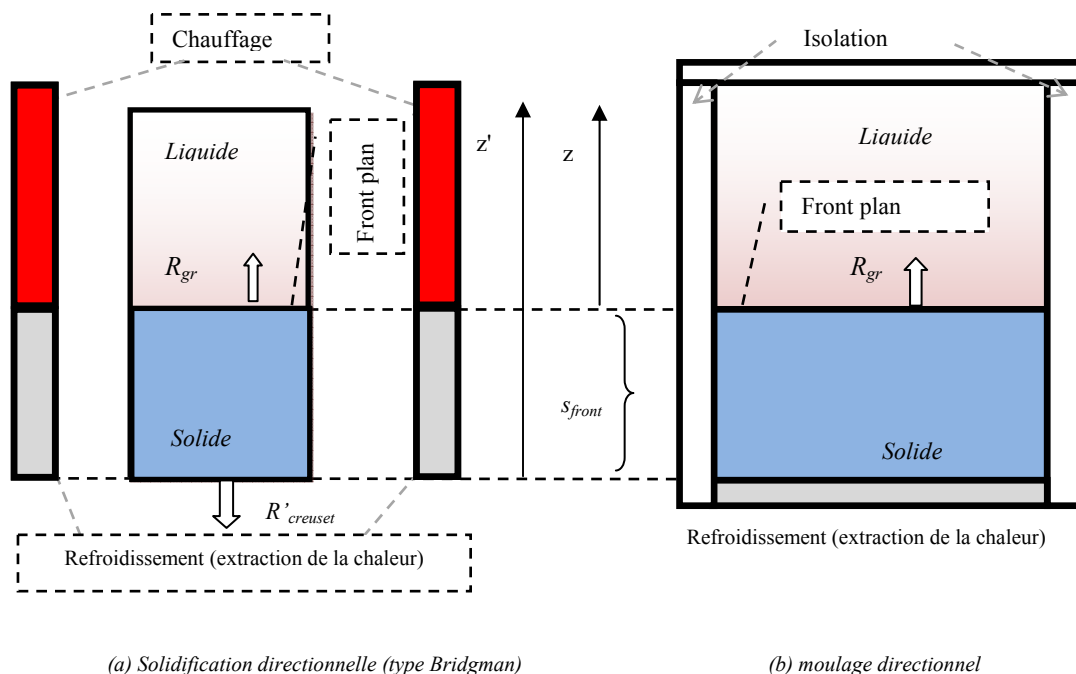 Chauffage
Isolation
Liquide
Front plan
z'
z
Liquide
Front plan
R_gr
R_gr
s_front
Solide
Solide
R'_creuset
Refroidissement (extraction de la chaleur)
Refroidissement (extraction de la chaleur)
(a) Solidification directionnelle (type Bridgman)
(b) moulage directionnel